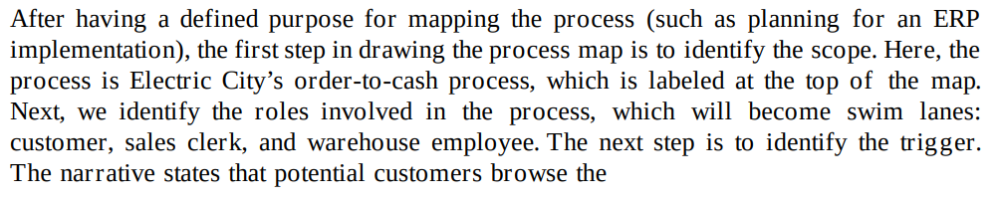 After having a defined purpose for mapping the process (such as planning for an ERP
implementation), the first step in drawing the process map is to identify the scope. Here, the
process is Electric City’s order-to-cash process, which is labeled at the top of the map.
Next, we identify the roles involved in the process, which will become swim lanes:
customer, sales clerk, and warehouse employee. The next step is to identify the trigger.
The narrative states that potential customers browse the